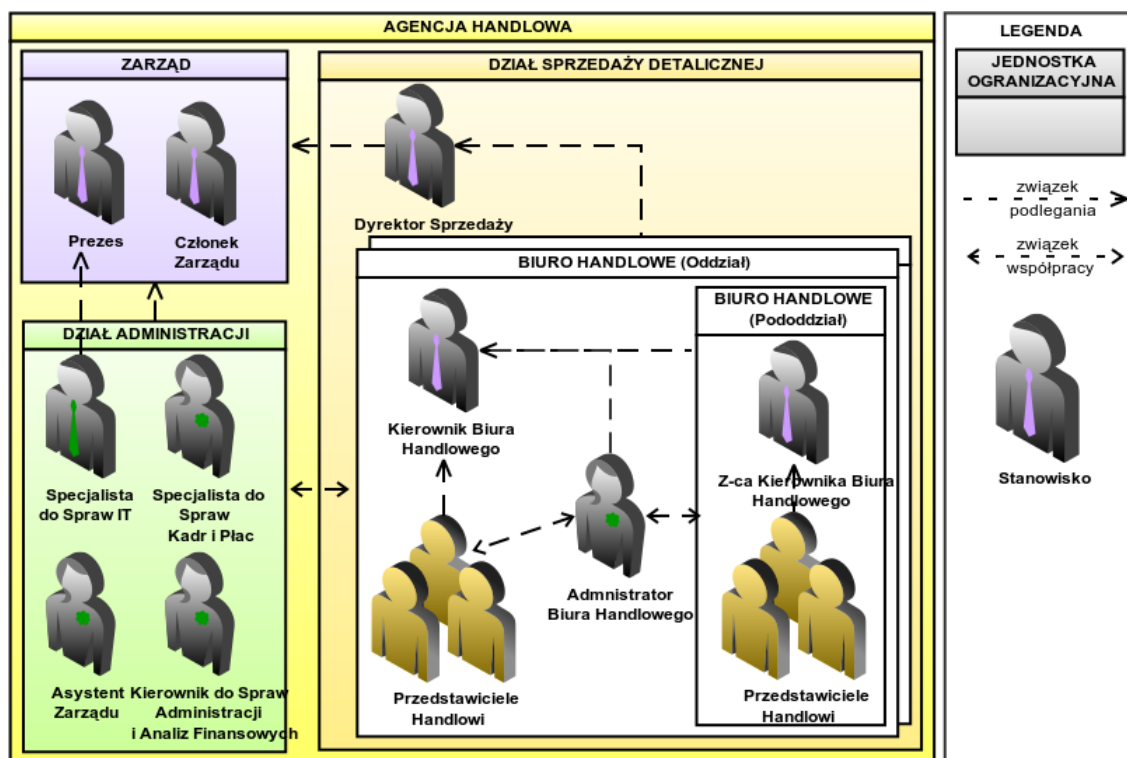 AGENCJA HANDLOWA
ZARZĄD
Prezes
Członek
Zarządu
DZIAŁ ADMINISTRACJI
Specjalista
do Spraw IT
Specjalista do
Spraw
Kadr i Płac
Asystent
Zarządu
Kierownik do Spraw
Administracji
i Analiz Finansowych
DZIAŁ SPRZEDAŻY DETALICZNEJ
Dyrektor Sprzedaży
BIURO HANDLOWE (Oddział)
Kierownik Biura
Handlowego
Admnistrator
Biura Handlowego
Przedstawiciele
Handlowi
BIURO HANDLOWE
(Pododdział)
Z-ca Kierownika Biura
Handlowego
Przedstawiciele
Handlowi
LEGENDA
JEDNOSTKA
OGRANIZACYJNA
związek
podlegania
związek
współpracy
Stanowisko